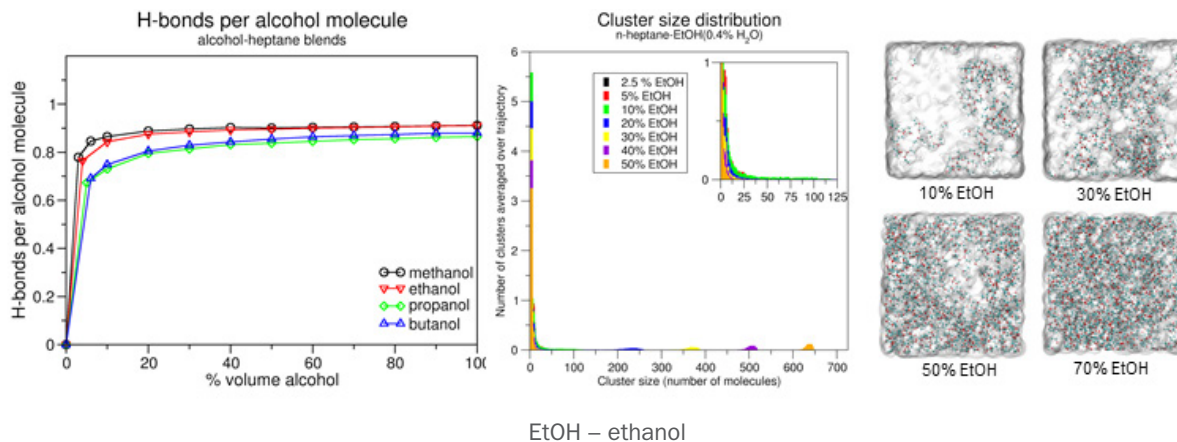 H-bonds per alcohol molecule
alcohol-heptane blends
H-bonds per alcohol molecule
1
0.8
0.6
0.4
0.2
0
methanol
ethanol
propanol
butanol
0 20 40 60 80 100
% volume alcohol
Cluster size distribution
n-heptane-EtOH(0.4% H₂O)
Number of clusters averaged over trajectory
6
5
4
3
2
1
0
2.5 % EtOH
5% EtOH
10% EtOH
20% EtOH
30% EtOH
40% EtOH
50% EtOH
1
0
0 25 50 75 100 125
0 100 200 300 400 500 600 700
Cluster size (number of molecules)
10% EtOH
30% EtOH
50% EtOH
70% EtOH
EtOH – ethanol